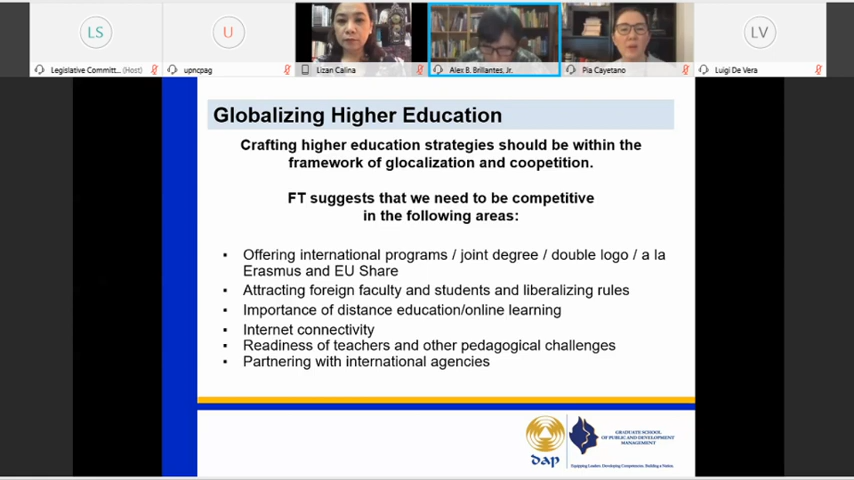 LS
U
LV
Legislative Committ... (Host)
upncpag
Lizan Calina
Alex B. Brillantes, Jr.
Pia Cayetano
Luigi De Vera
Globalizing Higher Education
Crafting higher education strategies should be within the
framework of glocalization and coopetition.
FT suggests that we need to be competitive
in the following areas:
▪ Offering international programs / joint degree / double logo / a la
Erasmus and EU Share
▪ Attracting foreign faculty and students and liberalizing rules
▪ Importance of distance education/online learning
▪ Internet connectivity
▪ Readiness of teachers and other pedagogical challenges
▪ Partnering with international agencies
dap
GRADUATE SCHOOL
OF PUBLIC AND DEVELOPMENT
MANAGEMENT
Equipping Leaders. Developing Competencies. Building a Nation.